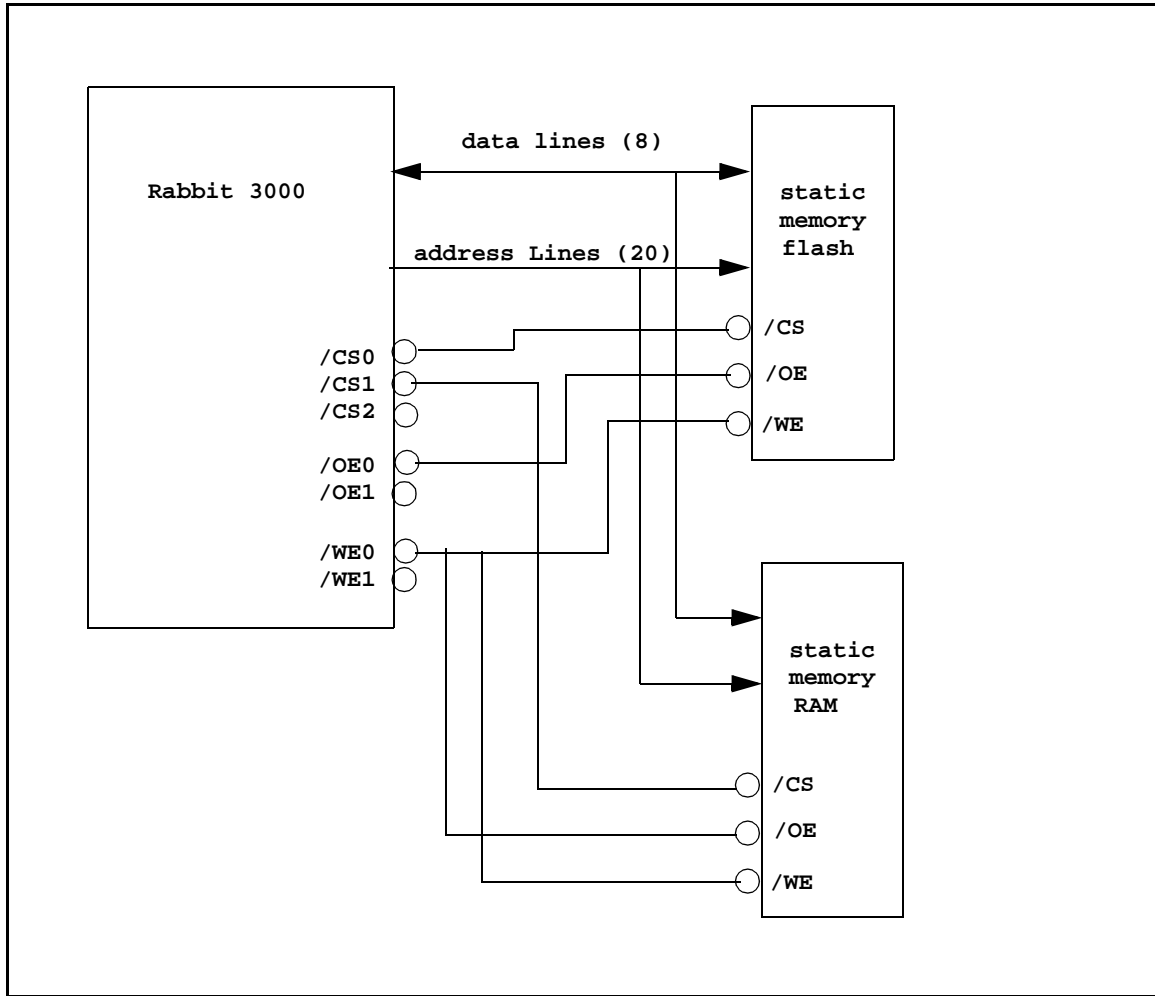 data lines (8)
Rabbit 3000
static
memory
flash
address Lines (20)
/CS0
/CS1
/CS2
/OE0
/OE1
/WE0
/WE1
/CS
/OE
/WE
static
memory
RAM
/CS
/OE
/WE